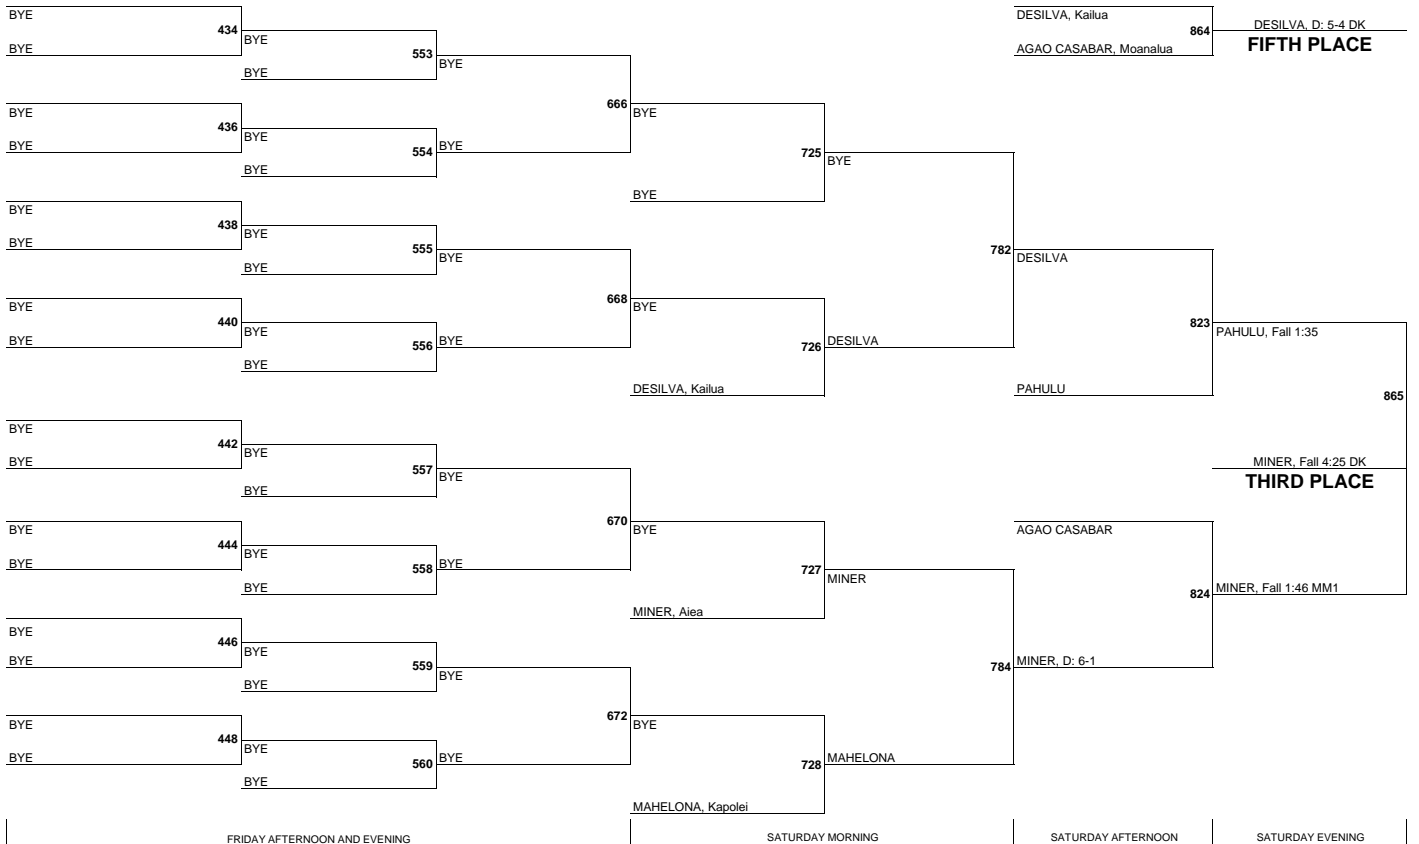 BYE
434
BYE
BYE
553
BYE
BYE
666
BYE
BYE
436
BYE
BYE
554
BYE
BYE
725
BYE
BYE
BYE
438
BYE
BYE
555
BYE
BYE
668
BYE
BYE
440
BYE
BYE
556
BYE
BYE
726
DESILVA
DESILVA, Kailua
782
DESILVA
BYE
442
BYE
BYE
557
BYE
BYE
670
BYE
BYE
444
BYE
BYE
558
BYE
BYE
727
MINER
MINER, Aiea
BYE
446
BYE
BYE
559
BYE
BYE
672
BYE
BYE
448
BYE
BYE
560
BYE
BYE
728
MAHELONA
MAHELONA, Kapolei
784
MINER, D: 6-1
DESILVA, Kailua
864
AGAO CASABAR, Moanalua
DESILVA, D: 5-4 DK
FIFTH PLACE
823
PAHULU, Fall 1:35
PAHULU
865
MINER, Fall 4:25 DK
THIRD PLACE
AGAO CASABAR
824
MINER, Fall 1:46 MM1
FRIDAY AFTERNOON AND EVENING
SATURDAY MORNING
SATURDAY AFTERNOON
SATURDAY EVENING